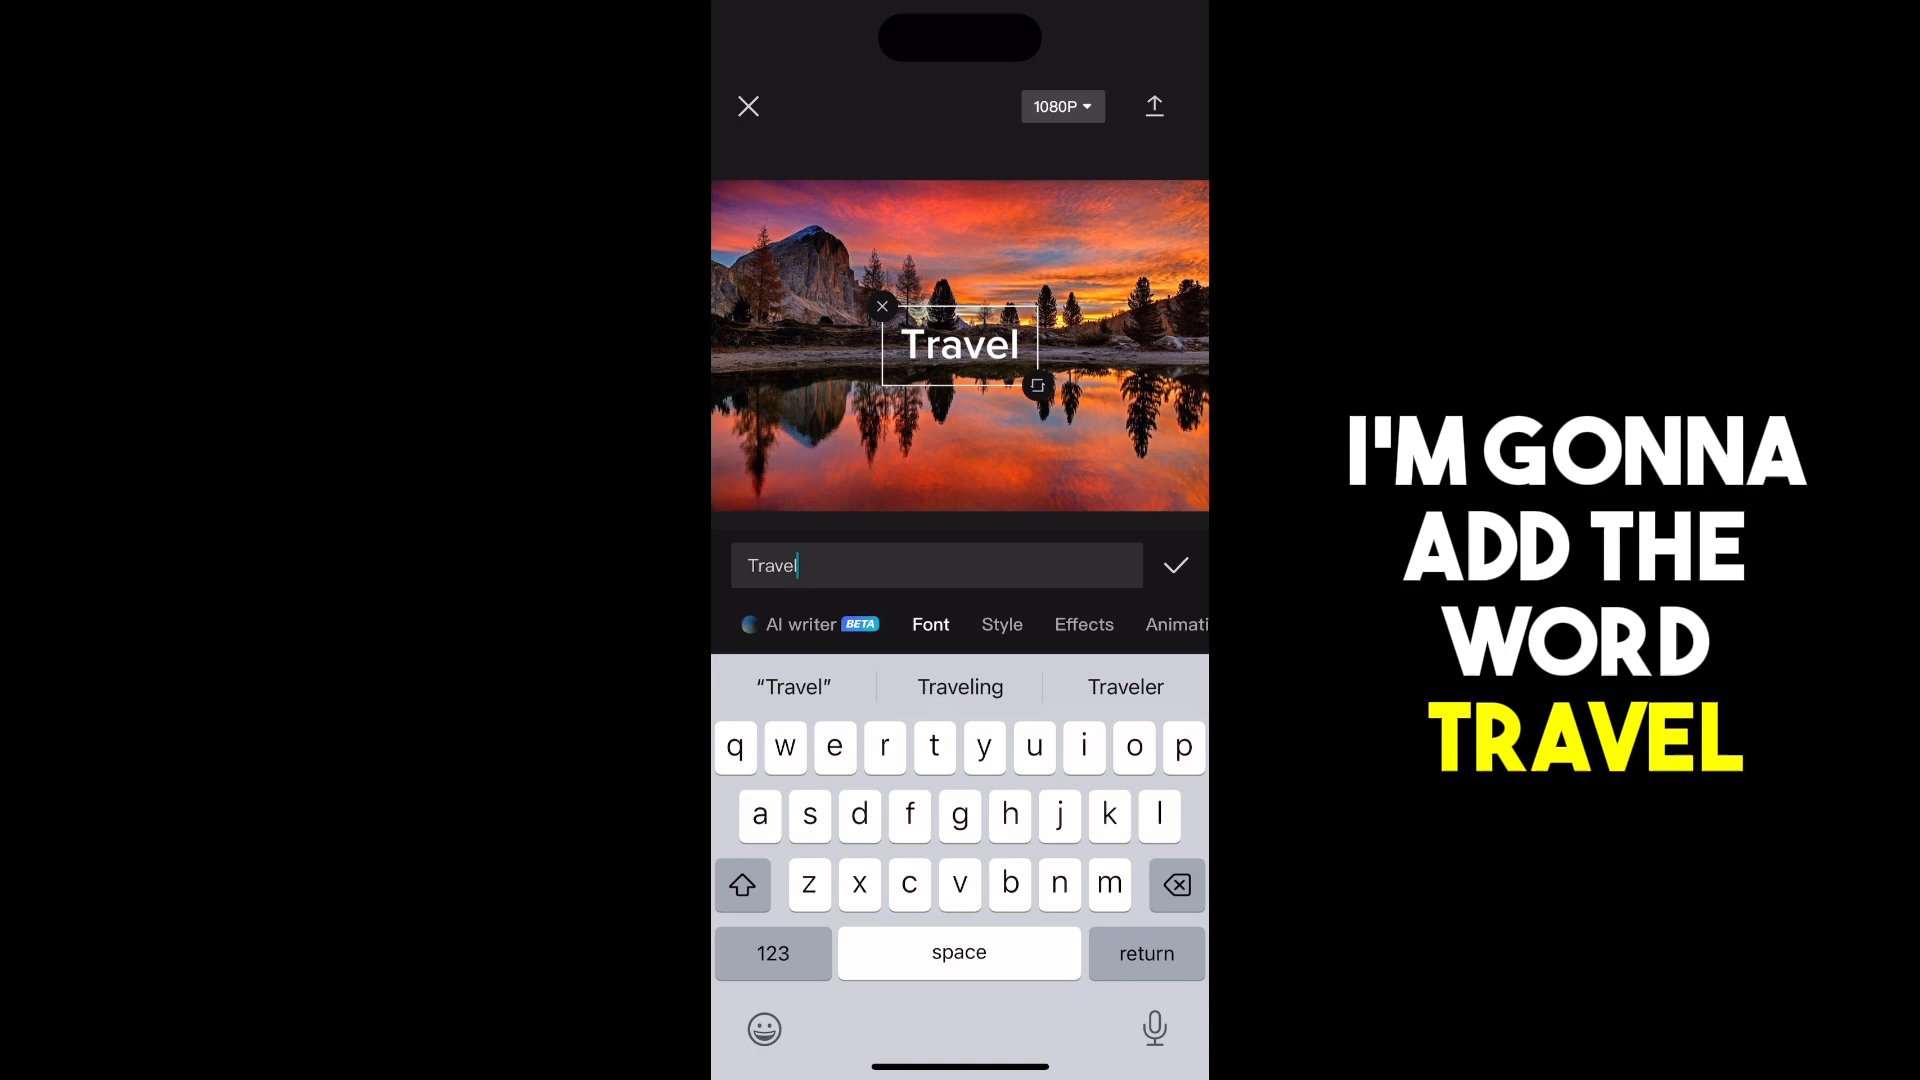 1080P
Travel
Travel
AI writer BETA Font Style Effects Animati
“Travel” Traveling Traveler
q w e r t y u i o p
a s d f g h j k l
z x c v b n m
123 space return
I'M GONNA
ADD THE
WORD
TRAVEL